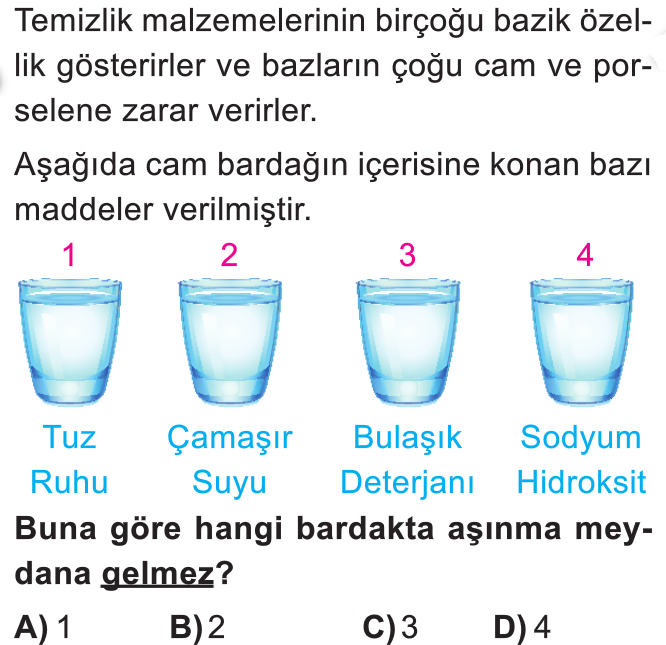 Temizlik malzemelerinin birçoğu bazik özel-
lik gösterirler ve bazların çoğu cam ve por-
selene zarar verirler.
Aşağıda cam bardağın içerisine konan bazı
maddeler verilmiştir.
1 2 3 4
Tuz Çamaşır Bulaşık Sodyum
Ruhu Suyu Deterjanı Hidroksit
Buna göre hangi bardakta aşınma mey-
dana gelmez?
A) 1 B) 2 C) 3 D) 4